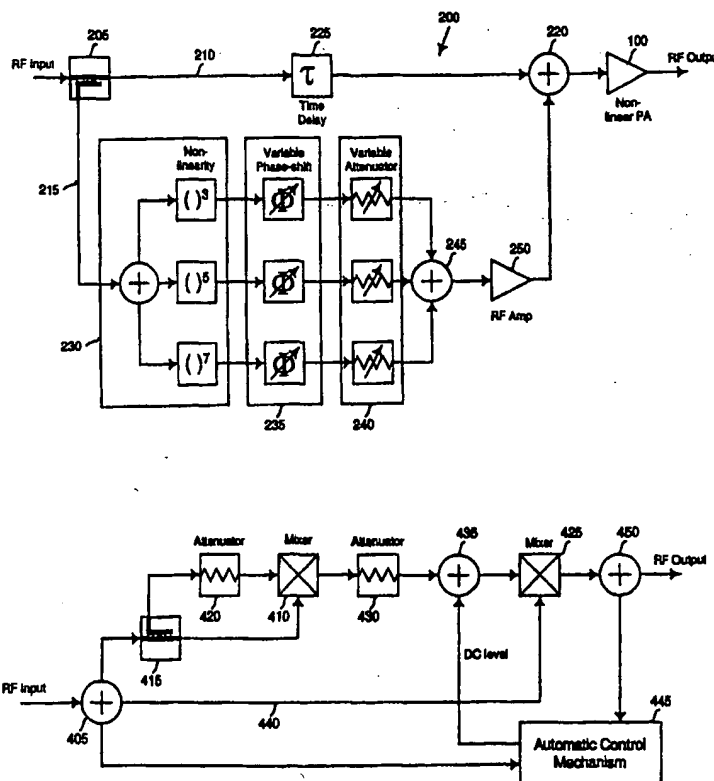 205
225
200
220
100
RF Input
210
τ
RF Output
Time
Delay
Non-
linear PA
215
Non-
linearity
Variable
Phase-shift
Variable
Attenuator
( )3
Φ
245
250
( )5
Φ
RF Amp
230
( )7
Φ
235
240
Attenuator
Mixer
Attenuator
435
Mixer
425
450
RF Output
420
410
430
415
DC level
RF Input
440
445
405
Automatic Control
Mechanism